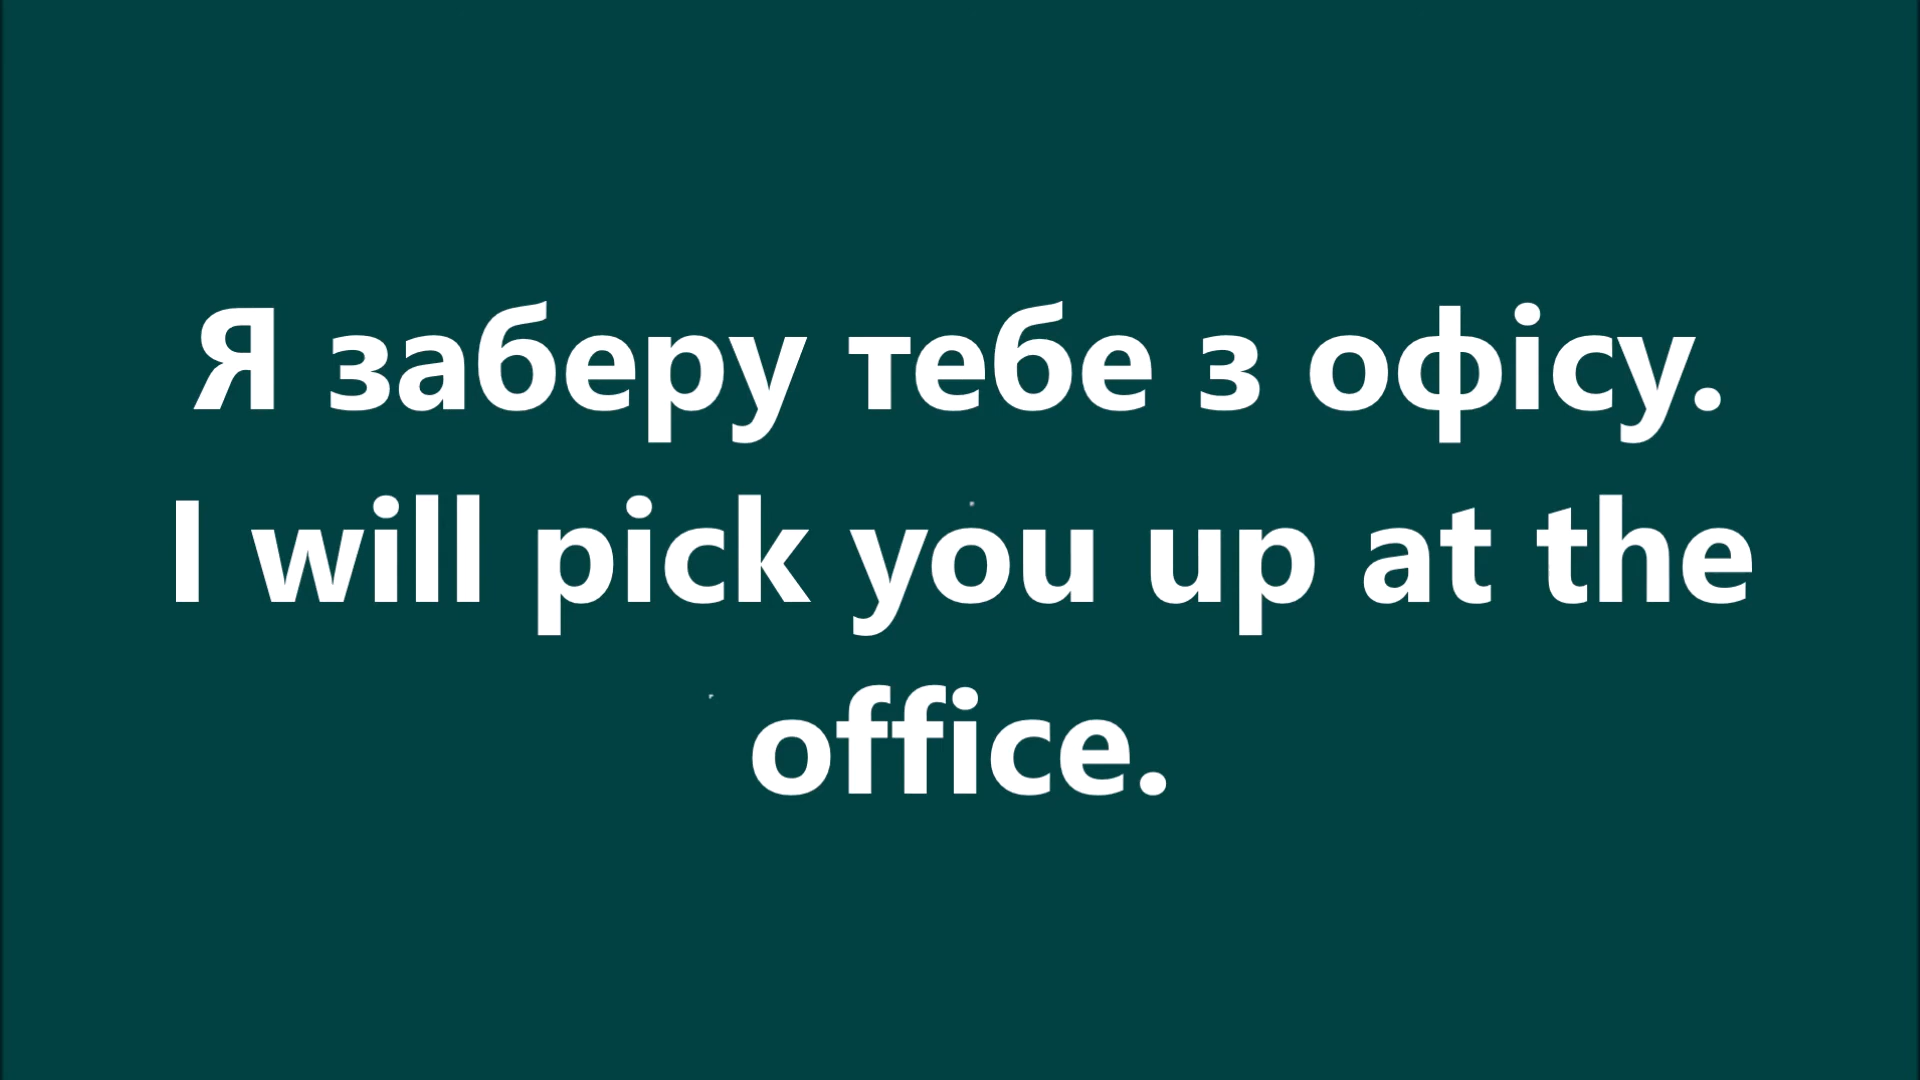 Я заберу тебе з офісу.
I will pick you up at the
office.